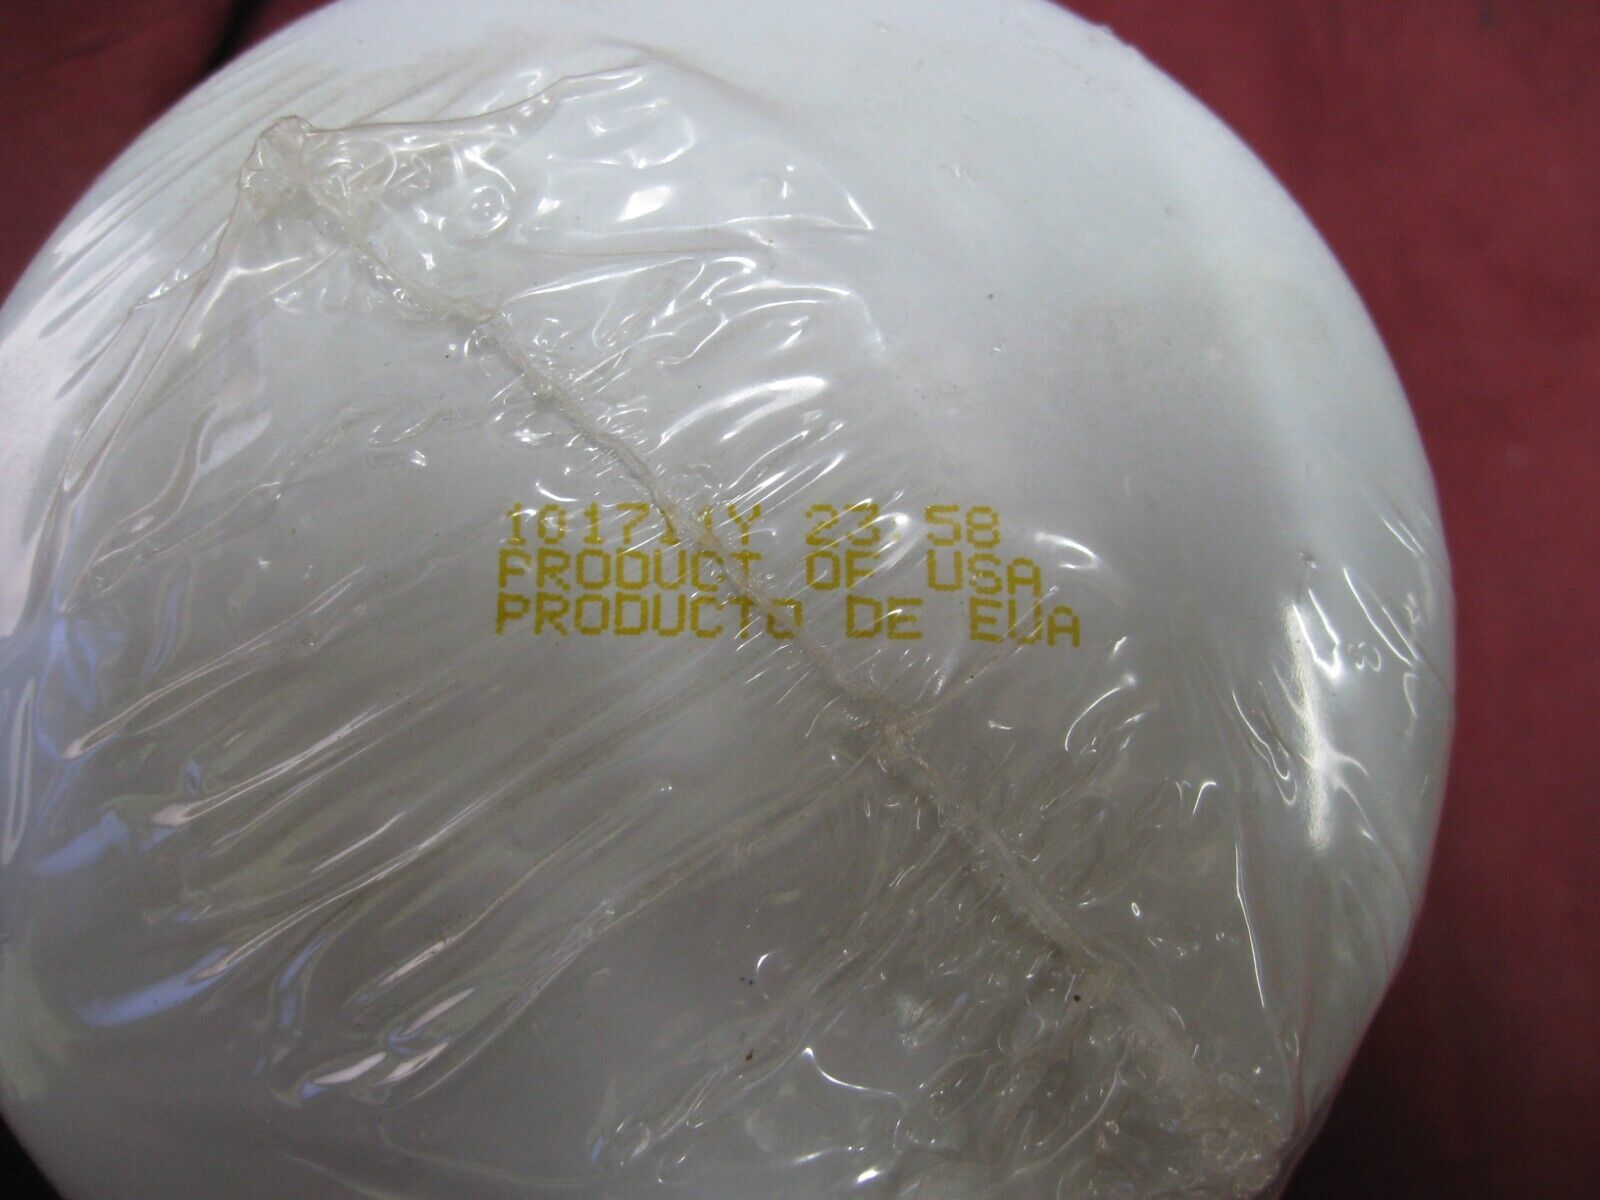 23:58
PRODUCT OF USA
PRODUCTO DE EUA